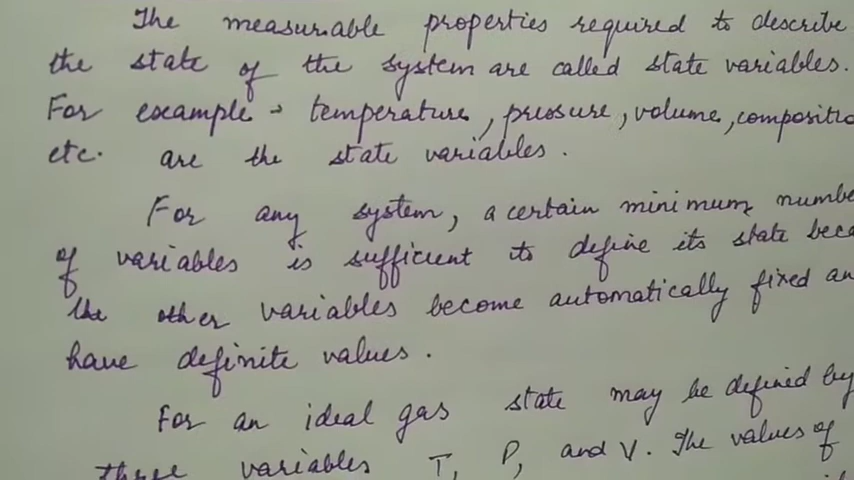 The measurable properties required to describe
the state of the system are called state variables.
For example → temperature, pressure, volume, compositio
etc. are the state variables.
For any system, a certain minimum numbe
of variables is sufficient to define its state beca
the other variables become automatically fixed an
have definite values.
For an ideal gas state may be defined by
three variables T, P, and V. The values of